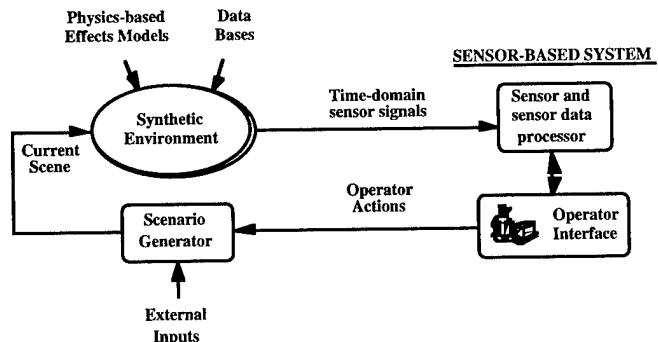 Physics-based
Effects Models
Data
Bases
SENSOR-BASED SYSTEM
Synthetic
Environment
Time-domain
sensor signals
Sensor and
sensor data
processor
Current
Scene
Operator
Actions
Scenario
Generator
Operator
Interface
External
Inputs